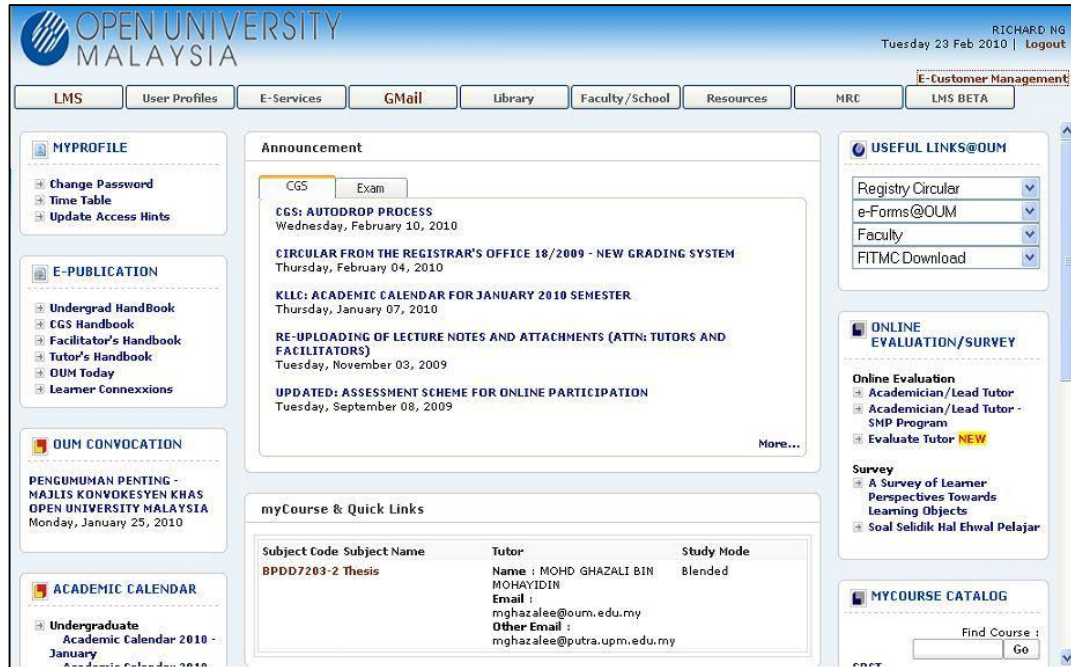 OPEN UNIVERSITY
MALAYSIA
RICHARD NG
Tuesday 23 Feb 2010 | Logout
E-Customer Management
LMS
User Profiles
E-Services
GMail
Library
Faculty/School
Resources
MRC
LMS BETA
MYPROFILE
Change Password
Time Table
Update Access Hints
E-PUBLICATION
Undergrad HandBook
CGS Handbook
Facilitator's Handbook
Tutor's Handbook
OUM Today
Learner Connexxions
OUM CONVOCATION
PENGUMUMAN PENTING -
MAJLIS KONVOKESYEN KHAS
OPEN UNIVERSITY MALAYSIA
Monday, January 25, 2010
ACADEMIC CALENDAR
Undergraduate
Academic Calendar 2010 -
January
Announcement
CGS
Exam
CGS: AUTODROP PROCESS
Wednesday, February 10, 2010
CIRCULAR FROM THE REGISTRAR'S OFFICE 18/2009 - NEW GRADING SYSTEM
Thursday, February 04, 2010
KLLC: ACADEMIC CALENDAR FOR JANUARY 2010 SEMESTER
Thursday, January 07, 2010
RE-UPLOADING OF LECTURE NOTES AND ATTACHMENTS (ATTN: TUTORS AND
FACILITATORS)
Tuesday, November 03, 2009
UPDATED: ASSESSMENT SCHEME FOR ONLINE PARTICIPATION
Tuesday, September 08, 2009
More...
myCourse & Quick Links
Subject Code Subject Name Tutor Study Mode
BPDD7203-2 Thesis Name : MOHD GHAZALI BIN Blended
MOHAYIDIN
Email :
mghazalee@oum.edu.my
Other Email :
mghazalee@putra.upm.edu.my
USEFUL LINKS@OUM
Registry Circular
e-Forms@OUM
Faculty
FITMC Download
ONLINE
EVALUATION/SURVEY
Online Evaluation
Academician/Lead Tutor
Academician/Lead Tutor -
SMP Program
Evaluate Tutor NEW
Survey
A Survey of Learner
Perspectives Towards
Learning Objects
Soal Selidik Hal Ehwal Pelajar
MYCOURSE CATALOG
Find Course :
Go